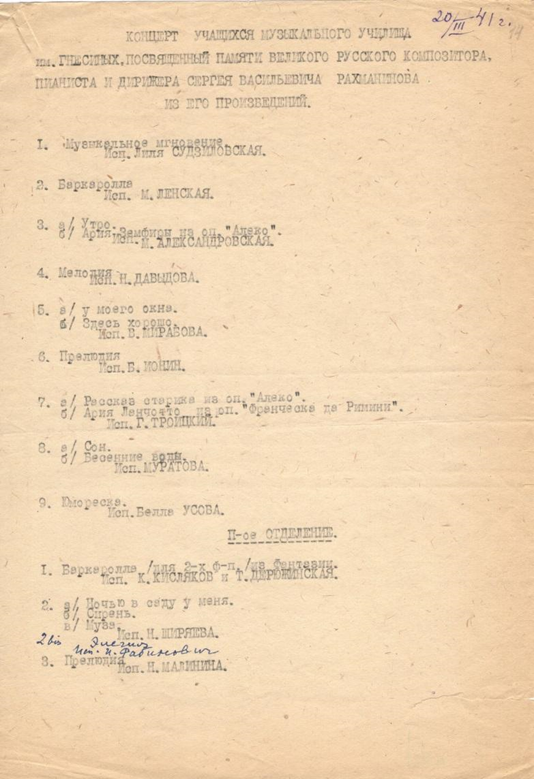 20/III-41 г.
КОНЦЕРТ УЧАЩИХСЯ МУЗЫКАЛЬНОГО УЧИЛИЩА
им. ГНЕСИНЫХ, ПОСВЯЩЕННЫЙ ПАМЯТИ ВЕЛИКОГО РУССКОГО КОМПОЗИТОРА,
ПИАНИСТА И ДИРИЖЕРА СЕРГЕЯ ВАСИЛЬЕВИЧА РАХМАНИНОВА
ИЗ ЕГО ПРОИЗВЕДЕНИЙ.
1. Музыкальное мгновение.
Исп. Лиля СУДЗИЛОВСКАЯ.
2. Баркаролла
Исп. М. ЛЕНСКАЯ.
3. а/ Утро.
б/ Ария Земфиры из оп. "Алеко".
Исп. М. АЛЕКСАНДРОВСКАЯ.
4. Мелодия
Исп. Н. ДАВЫДОВА.
5. а/ у моего окна.
б/ Здесь хорошо.
Исп. В. МИРАБОВА.
6. Прелюдия
Исп. Б. ИОНИН.
7. а/ Рассказ старика из оп. "Алеко".
б/ Ария Ланчотто из оп. "Франческа да Римини".
Исп. Г. ТРОИЦКИЙ.
8. а/ Сон.
б/ Весенние воды.
Исп. МУРАТОВА.
9. Юмореска.
Исп. Белла УСОВА.
П-ое ОТДЕЛЕНИЕ.
1. Баркаролла /для 2-х ф-п. /из Фантазии.
Исп. К. КИСЛЯКОВ и Т. ДЕРЮЖИНСКАЯ.
2. а/ Ночью в саду у меня.
б/ Сирень.
в/ Муза.
Исп. Н. ШИРЯЕВА.
2 bis Элегия
Исп. И. Фабинович
3. Прелюдия
Исп. Н. МАЛИНИНА.